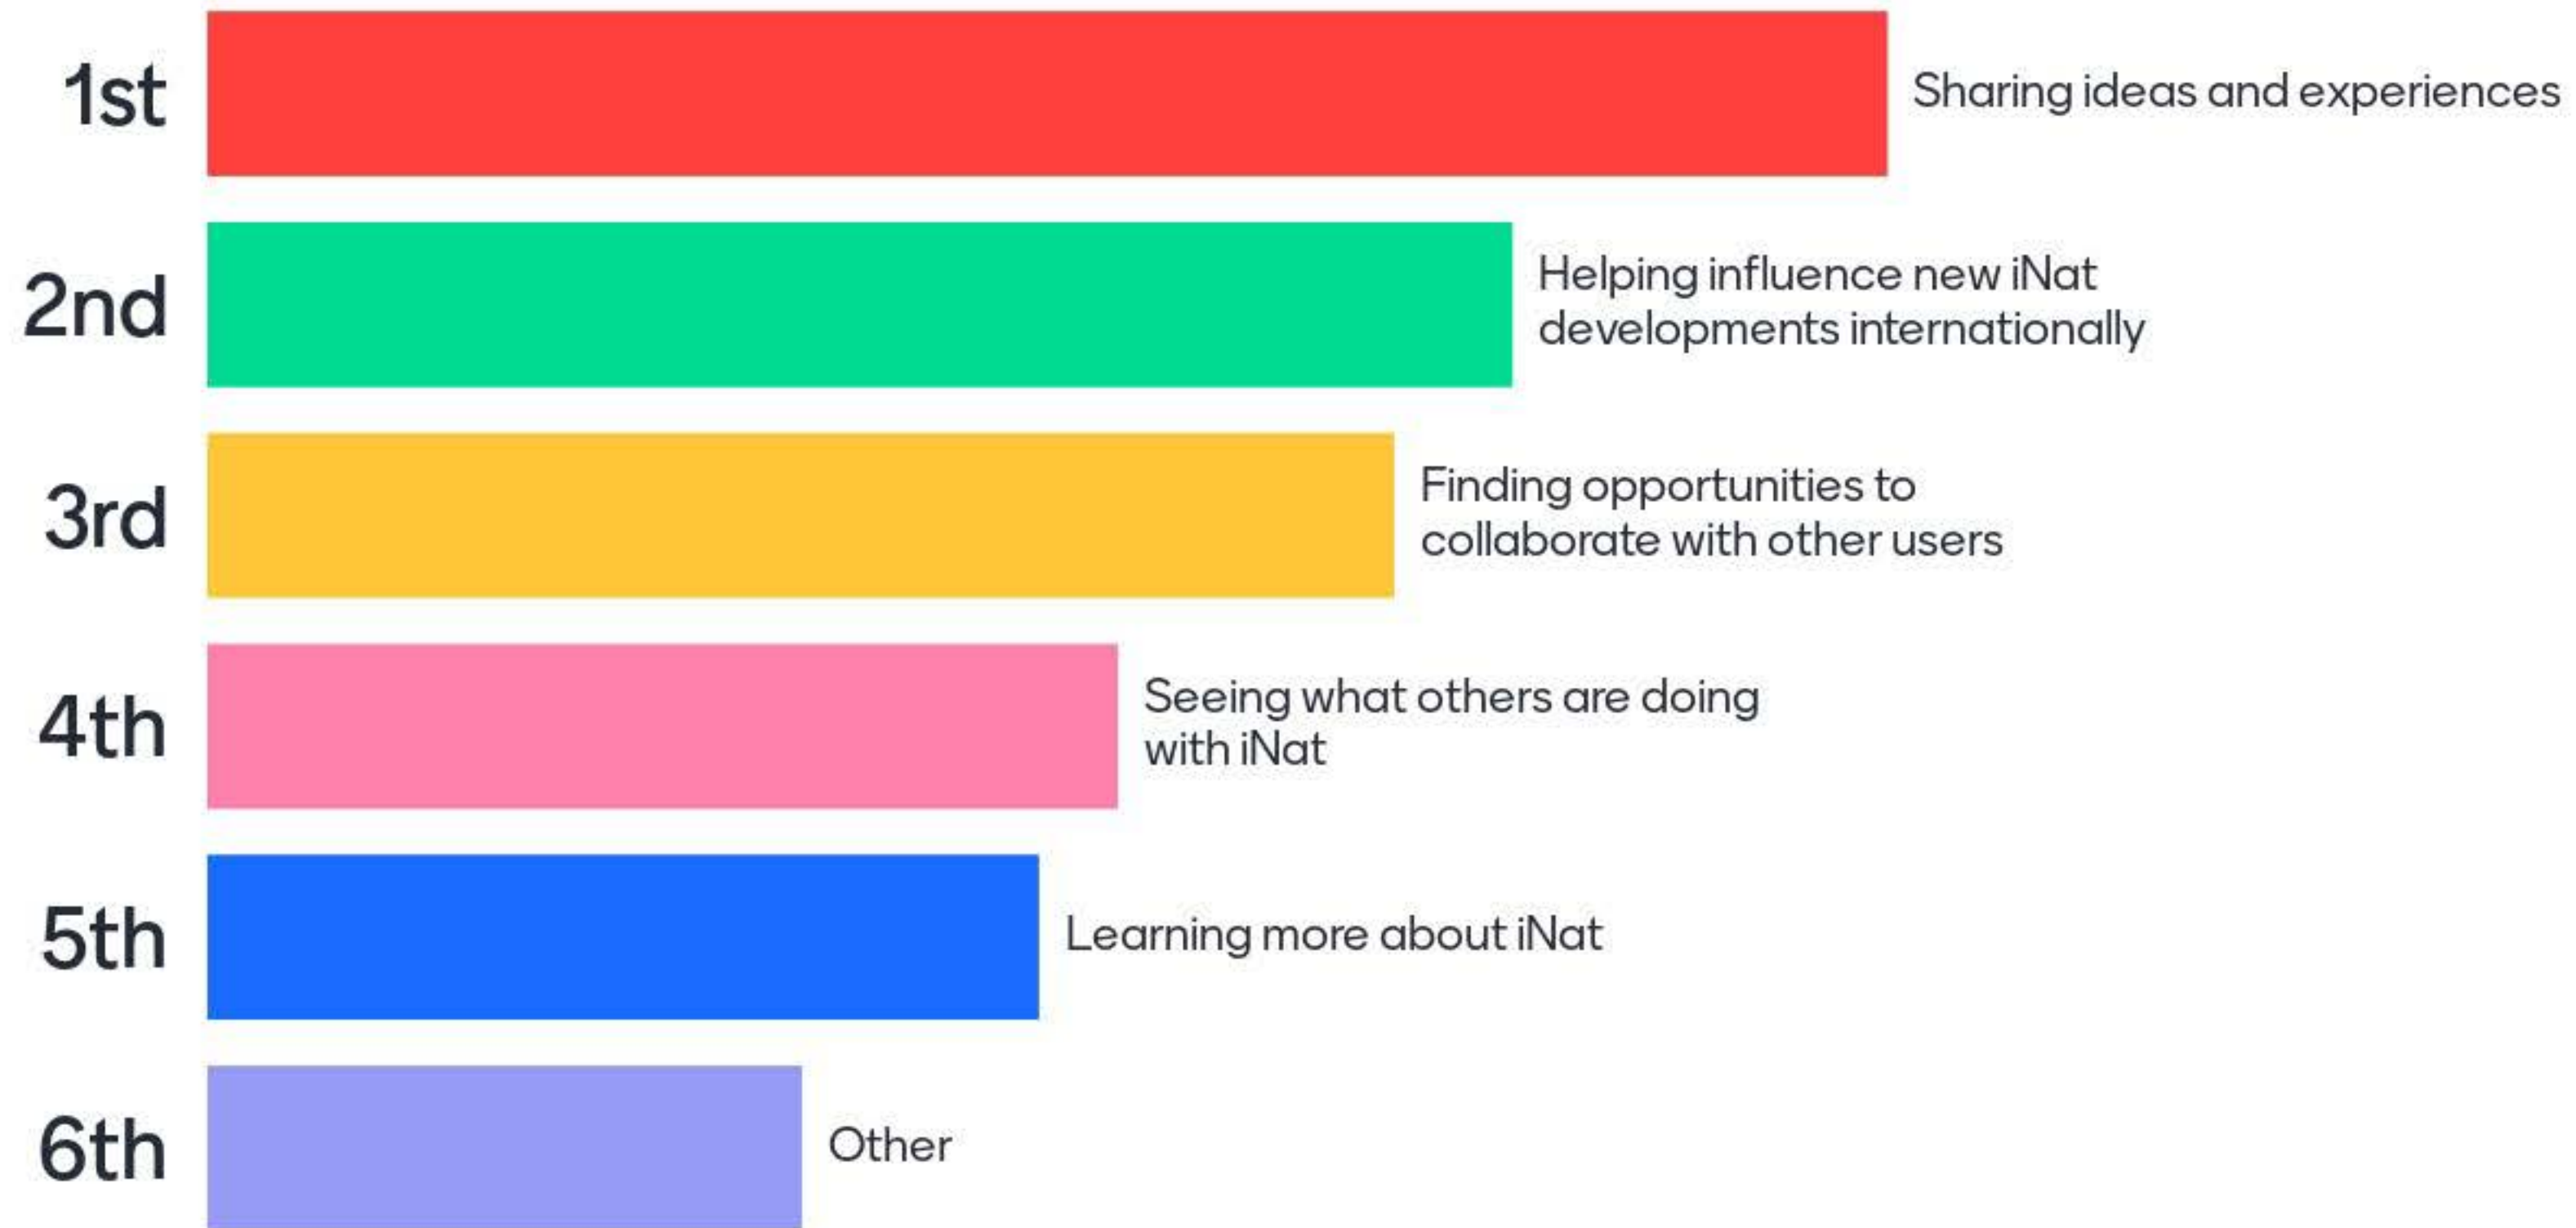 1st
Sharing ideas and experiences
2nd
Helping influence new iNat
developments internationally
3rd
Finding opportunities to
collaborate with other users
4th
Seeing what others are doing
with iNat
5th
Learning more about iNat
6th
Other